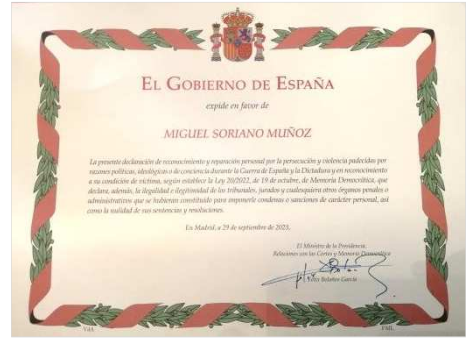 EL GOBIERNO DE ESPAÑA
expide en favor de
MIGUEL SORIANO MUÑOZ
La presente declaración de reconocimiento y reparación personal por la persecución y violencia padecidas por
razones políticas, ideológicas o de conciencia durante la Guerra de España y la Dictadura y en reconocimiento
a su condición de víctima, según establece la Ley 20/2022, de 19 de octubre, de Memoria Democrática, que
declara, además, la ilegalidad e ilegitimidad de los tribunales, jurados y cualesquiera otros órganos penales o
administrativos que se hubieran constituido para imponerle condenas o sanciones de carácter personal, así
como la nulidad de sus sentencias y resoluciones.
En Madrid, a 29 de septiembre de 2023,
El Ministro de la Presidencia,
Relaciones con las Cortes y Memoria Democrática
Félix Bolaños García